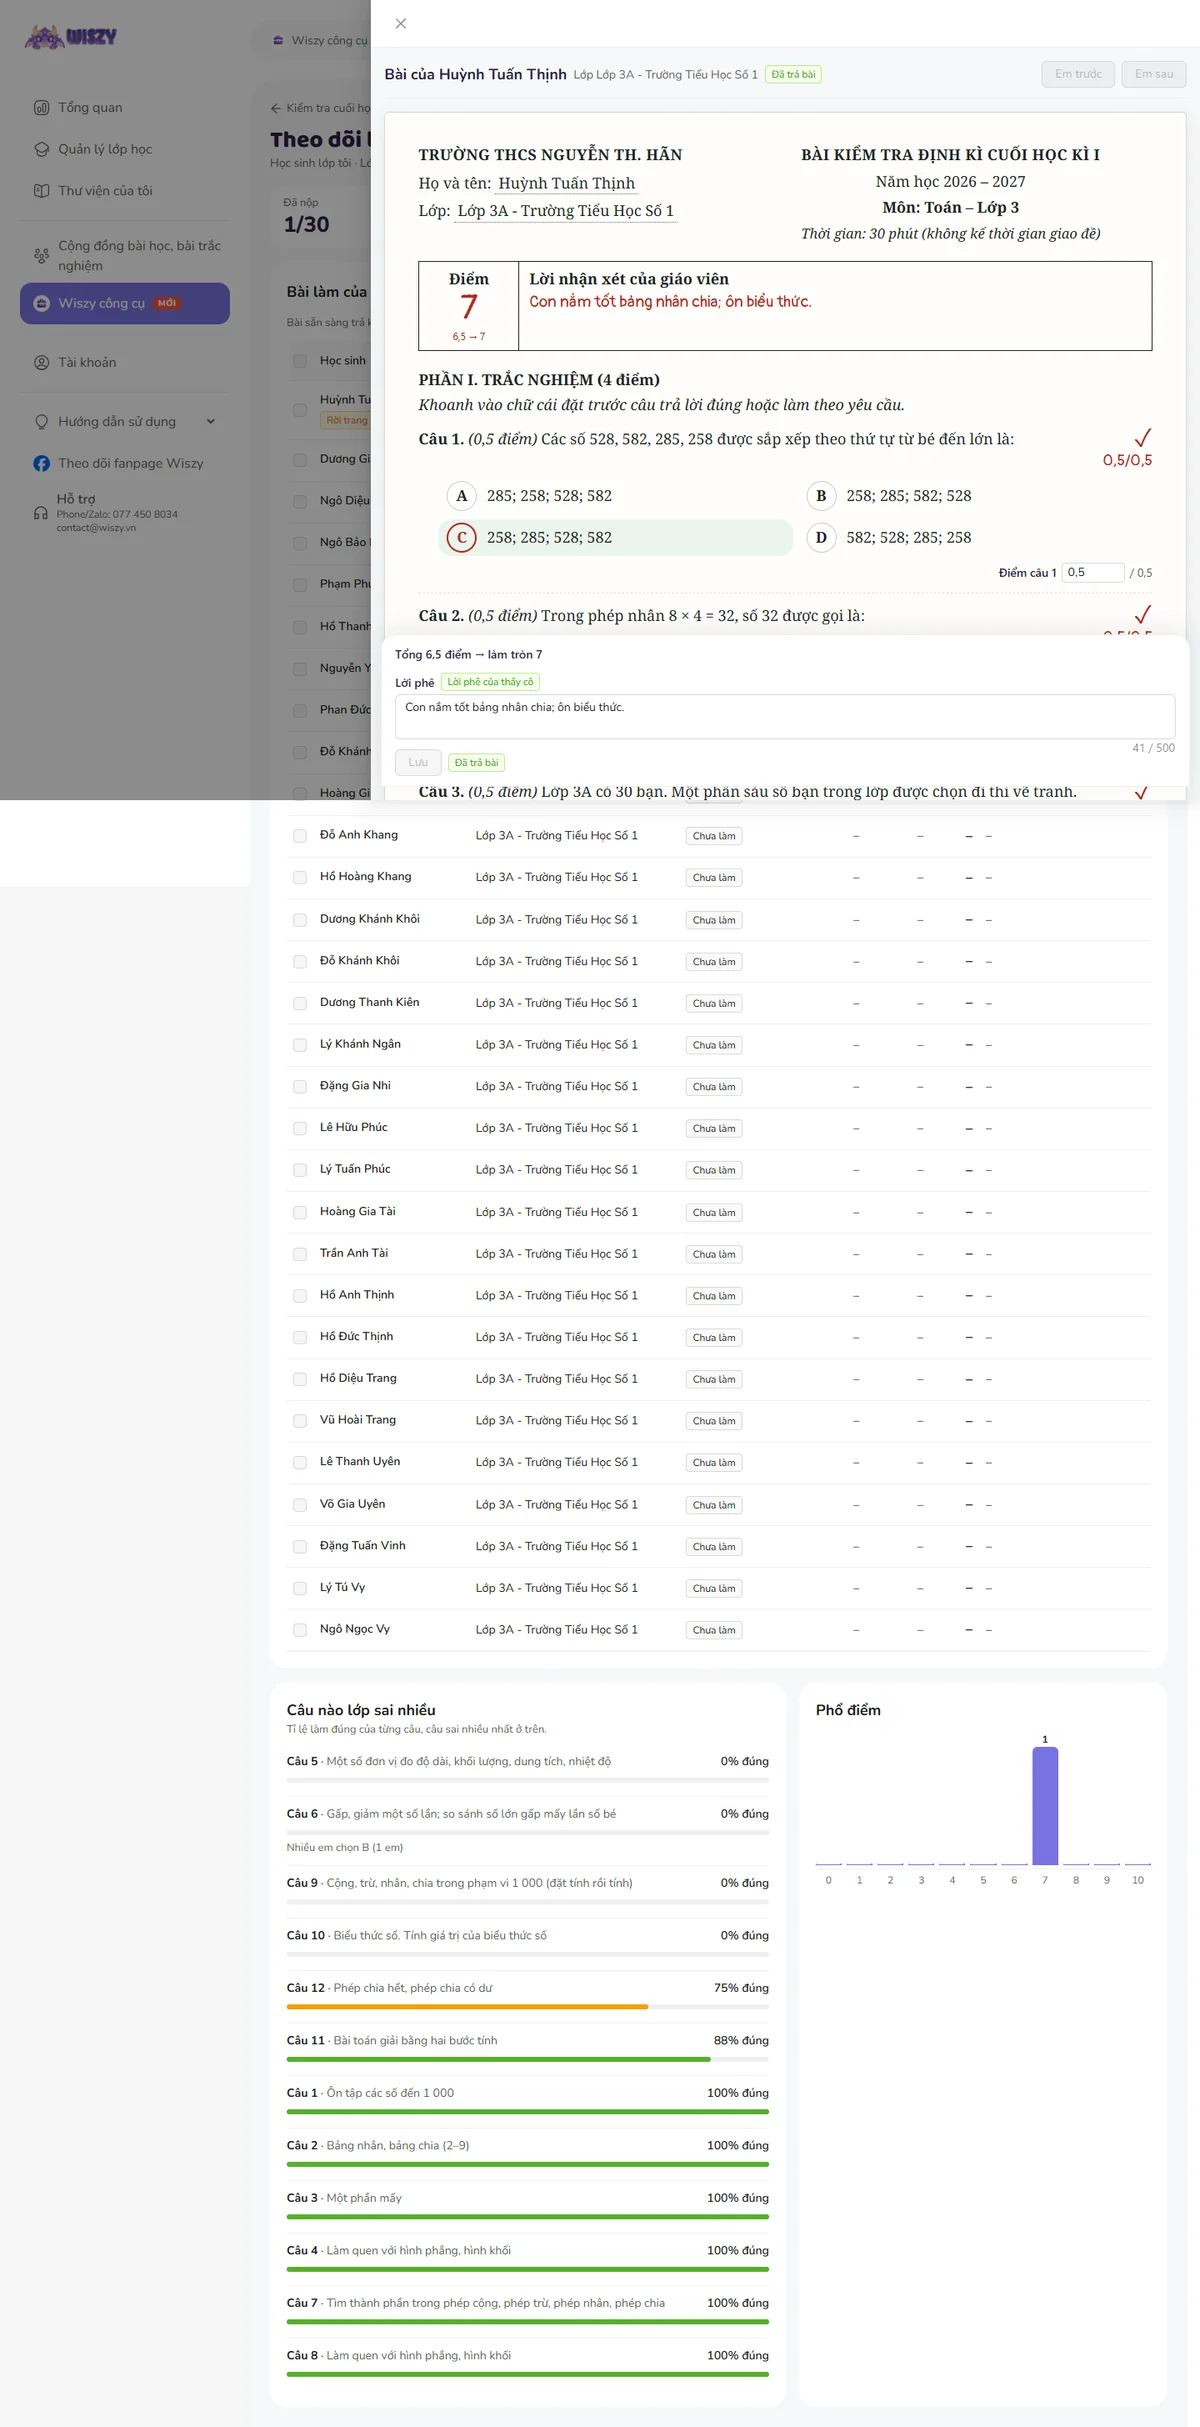 WISZY
Tổng quan
Quản lý lớp học
Thư viện của tôi
Cộng đồng bài học, bài trắc nghiệm
Wiszy công cụ MỚI
Tài khoản
Hướng dẫn sử dụng
Theo dõi fanpage Wiszy
Hỗ trợ
Phone/Zalo: 077 450 8034
contact@wiszy.vn
Wiszy công cụ
Kiểm tra cuối họ
Theo dõi l
Học sinh lớp tôi · Lớ
Đã nộp
1/30
Bài làm của
Bài sẵn sàng trả k
Học sinh
Huỳnh Tu
Rời trang
Dương Gi
Ngô Diệu
Ngô Bảo
Phạm Phu
Hồ Thanh
Nguyễn Y
Phan Đức
Đỗ Khánh
Hoàng Gi
Bài của Huỳnh Tuấn Thịnh Lớp Lớp 3A - Trường Tiểu Học Số 1 Đã trả bài
Em trước Em sau
TRƯỜNG THCS NGUYỄN TH. HÃN
Họ và tên: Huỳnh Tuấn Thịnh
Lớp: Lớp 3A - Trường Tiểu Học Số 1
BÀI KIỂM TRA ĐỊNH KÌ CUỐI HỌC KÌ I
Năm học 2026 – 2027
Môn: Toán – Lớp 3
Thời gian: 30 phút (không kể thời gian giao đề)
Điểm
7
6,5 → 7
Lời nhận xét của giáo viên
Con nắm tốt bảng nhân chia; ôn biểu thức.
PHẦN I. TRẮC NGHIỆM (4 điểm)
Khoanh vào chữ cái đặt trước câu trả lời đúng hoặc làm theo yêu cầu.
Câu 1. (0,5 điểm) Các số 528, 582, 285, 258 được sắp xếp theo thứ tự từ bé đến lớn là:
0,5/0,5
A 285; 258; 528; 582
B 258; 285; 582; 528
C 258; 285; 528; 582
D 582; 528; 285; 258
Điểm câu 1 0,5 / 0,5
Câu 2. (0,5 điểm) Trong phép nhân 8 × 4 = 32, số 32 được gọi là:
Tổng 6,5 điểm → làm tròn 7
Lời phê Lời phê của thầy cô
Con nắm tốt bảng nhân chia; ôn biểu thức.
41 / 500
Lưu Đã trả bài
Câu 3. (0,5 điểm) Lớp 3A có 30 bạn. Một phần sáu số bạn trong lớp được chọn đi thi vẽ tranh.
Đỗ Anh Khang Lớp 3A - Trường Tiểu Học Số 1 Chưa làm – – – –
Hồ Hoàng Khang Lớp 3A - Trường Tiểu Học Số 1 Chưa làm – – – –
Dương Khánh Khôi Lớp 3A - Trường Tiểu Học Số 1 Chưa làm – – – –
Đỗ Khánh Khôi Lớp 3A - Trường Tiểu Học Số 1 Chưa làm – – – –
Dương Thanh Kiên Lớp 3A - Trường Tiểu Học Số 1 Chưa làm – – – –
Lý Khánh Ngân Lớp 3A - Trường Tiểu Học Số 1 Chưa làm – – – –
Đặng Gia Nhi Lớp 3A - Trường Tiểu Học Số 1 Chưa làm – – – –
Lê Hữu Phúc Lớp 3A - Trường Tiểu Học Số 1 Chưa làm – – – –
Lý Tuấn Phúc Lớp 3A - Trường Tiểu Học Số 1 Chưa làm – – – –
Hoàng Gia Tài Lớp 3A - Trường Tiểu Học Số 1 Chưa làm – – – –
Trần Anh Tài Lớp 3A - Trường Tiểu Học Số 1 Chưa làm – – – –
Hồ Anh Thịnh Lớp 3A - Trường Tiểu Học Số 1 Chưa làm – – – –
Hồ Đức Thịnh Lớp 3A - Trường Tiểu Học Số 1 Chưa làm – – – –
Hồ Diệu Trang Lớp 3A - Trường Tiểu Học Số 1 Chưa làm – – – –
Vũ Hoài Trang Lớp 3A - Trường Tiểu Học Số 1 Chưa làm – – – –
Lê Thanh Uyên Lớp 3A - Trường Tiểu Học Số 1 Chưa làm – – – –
Võ Gia Uyên Lớp 3A - Trường Tiểu Học Số 1 Chưa làm – – – –
Đặng Tuấn Vinh Lớp 3A - Trường Tiểu Học Số 1 Chưa làm – – – –
Lý Tú Vy Lớp 3A - Trường Tiểu Học Số 1 Chưa làm – – – –
Ngô Ngọc Vy Lớp 3A - Trường Tiểu Học Số 1 Chưa làm – – – –
Câu nào lớp sai nhiều
Tỉ lệ làm đúng của từng câu, câu sai nhiều nhất ở trên.
Câu 5 · Một số đơn vị đo độ dài, khối lượng, dung tích, nhiệt độ 0% đúng
Câu 6 · Gấp, giảm một số lần; so sánh số lớn gấp mấy lần số bé 0% đúng
Nhiều em chọn B (1 em)
Câu 9 · Cộng, trừ, nhân, chia trong phạm vi 1 000 (đặt tính rồi tính) 0% đúng
Câu 10 · Biểu thức số. Tính giá trị của biểu thức số 0% đúng
Câu 12 · Phép chia hết, phép chia có dư 75% đúng
Câu 11 · Bài toán giải bằng hai bước tính 88% đúng
Câu 1 · Ôn tập các số đến 1 000 100% đúng
Câu 2 · Bảng nhân, bảng chia (2–9) 100% đúng
Câu 3 · Một phần mấy 100% đúng
Câu 4 · Làm quen với hình phẳng, hình khối 100% đúng
Câu 7 · Tìm thành phần trong phép cộng, phép trừ, phép nhân, phép chia 100% đúng
Câu 8 · Làm quen với hình phẳng, hình khối 100% đúng
Phổ điểm
1
0 1 2 3 4 5 6 7 8 9 10